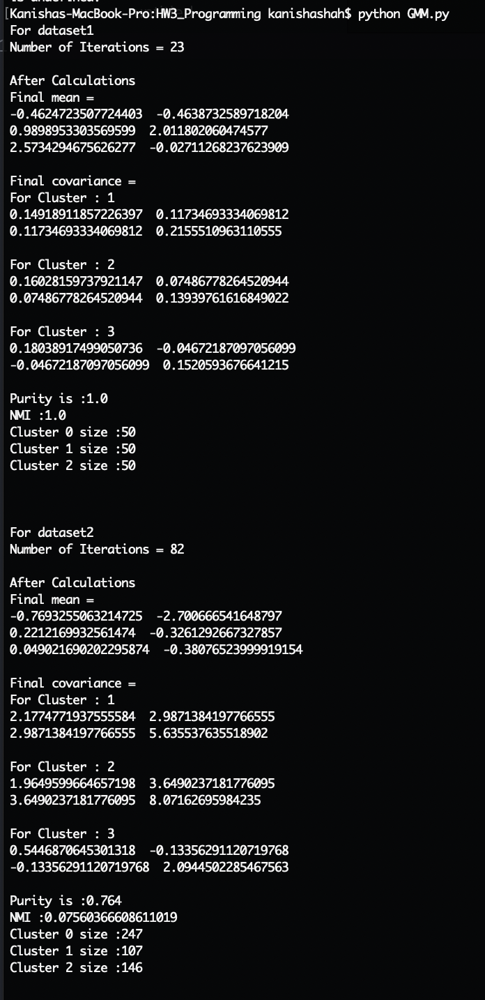 is undefined.
[Kanishas-MacBook-Pro:HW3_Programming kanishashah$ python GMM.py
For dataset1
Number of Iterations = 23
After Calculations
Final mean =
-0.4624723507724403 -0.4638732589718204
0.9898953303569599 2.011802060474577
2.5734294675626277 -0.02711268237623909
Final covariance =
For Cluster : 1
0.14918911857226397 0.11734693334069812
0.11734693334069812 0.2155510963110555
For Cluster : 2
0.16028159737921147 0.07486778264520944
0.07486778264520944 0.13939761616849022
For Cluster : 3
0.18038917499050736 -0.04672187097056099
-0.04672187097056099 0.1520593676641215
Purity is :1.0
NMI :1.0
Cluster 0 size :50
Cluster 1 size :50
Cluster 2 size :50
For dataset2
Number of Iterations = 82
After Calculations
Final mean =
-0.7693255063214725 -2.700666541648797
0.2212169932561474 -0.3261292667327857
0.049021690202295874 -0.38076523999919154
Final covariance =
For Cluster : 1
2.1774771937555584 2.9871384197766555
2.9871384197766555 5.635537635518902
For Cluster : 2
1.9649599664657198 3.6490237181776095
3.6490237181776095 8.07162695984235
For Cluster : 3
0.5446870645301318 -0.13356291120719768
-0.13356291120719768 2.0944502285467563
Purity is :0.764
NMI :0.07560366608611019
Cluster 0 size :247
Cluster 1 size :107
Cluster 2 size :146